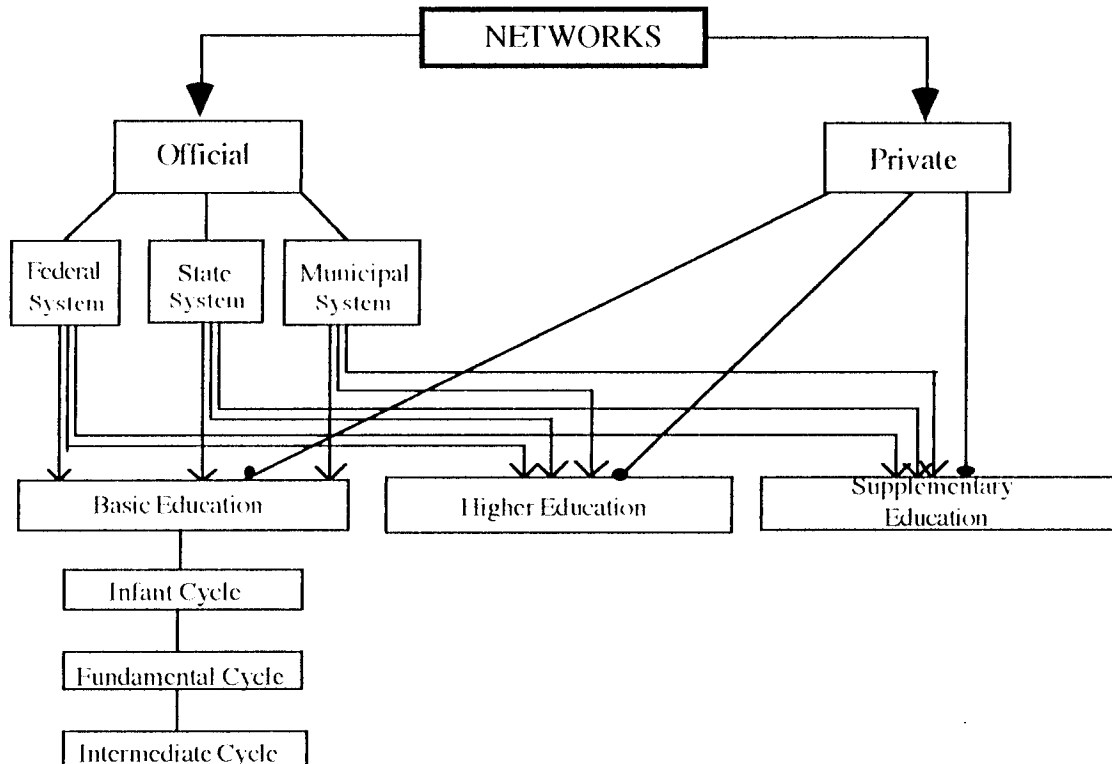 NETWORKS
Official
Private
Federal
System
State
System
Municipal
System
Basic Education
Higher Education
Supplementary
Education
Infant Cycle
Fundamental Cycle
Intermediate Cycle